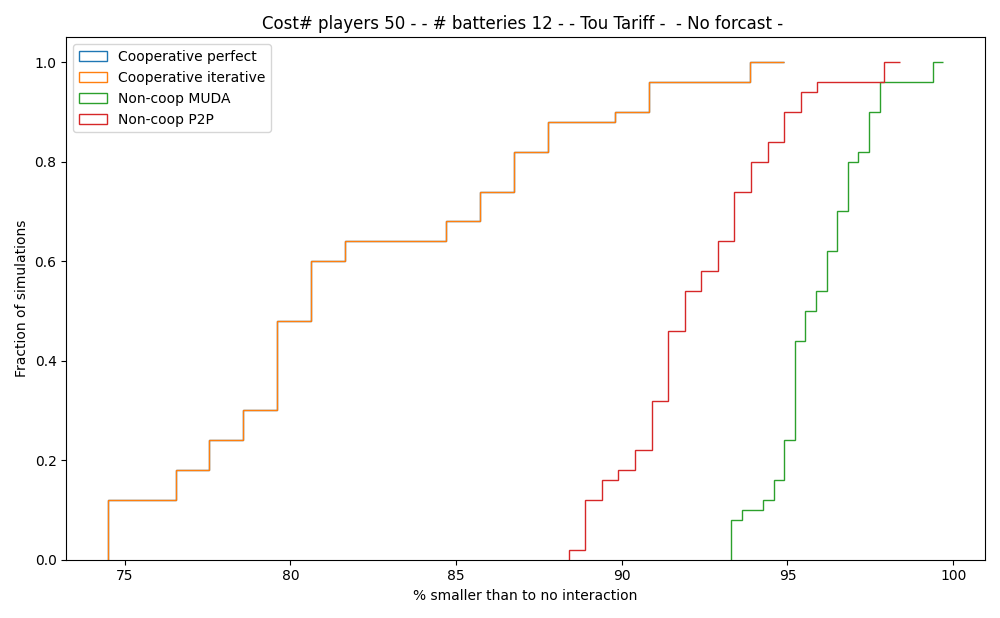 Cost# players 50 - - # batteries 12 - - Tou Tariff -  - No forcast -
Cooperative perfect
Cooperative iterative
Non-coop MUDA
Non-coop P2P
Fraction of simulations
1.0
0.8
0.6
0.4
0.2
0.0
75
80
85
90
95
100
% smaller than to no interaction